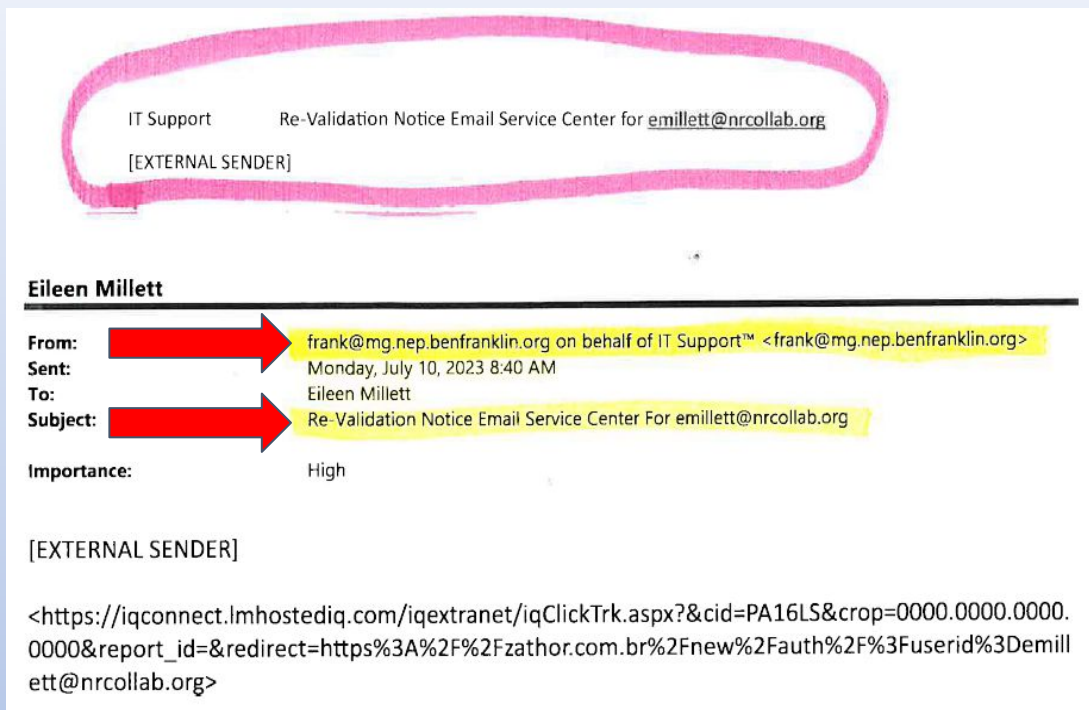 IT Support Re-Validation Notice Email Service Center for emillett@nrcollab.org
[EXTERNAL SENDER]
Eileen Millett
From: frank@mg.nep.benfranklin.org on behalf of IT Support™ <frank@mg.nep.benfranklin.org>
Sent: Monday, July 10, 2023 8:40 AM
To: Eileen Millett
Subject: Re-Validation Notice Email Service Center For emillett@nrcollab.org
Importance: High
[EXTERNAL SENDER]
<https://iqconnect.lmhostediq.com/iqextranet/iqClickTrk.aspx?&cid=PA16LS&crop=0000.0000.0000.
0000&report_id=&redirect=https%3A%2F%2Fzathor.com.br%2Fnew%2Fauth%2F%3Fuserid%3Demill
ett@nrcollab.org>